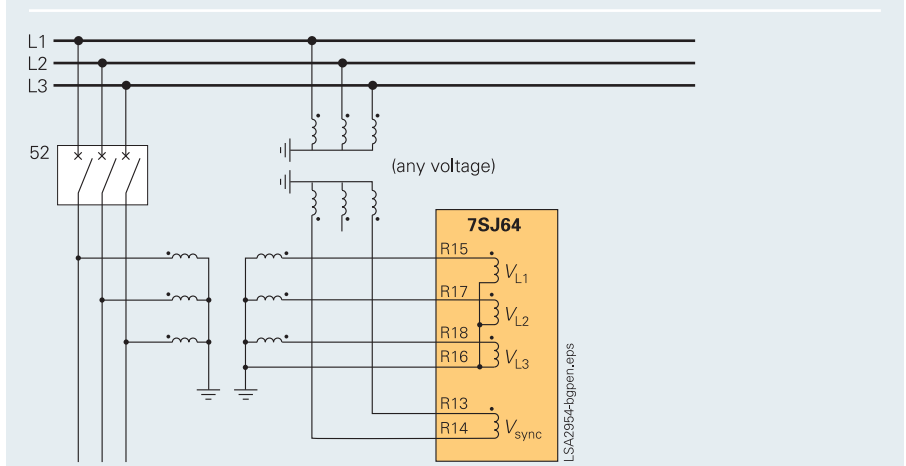 L1
L2
L3
52
(any voltage)
7SJ64
R15
VL1
R17
VL2
R18
R16
VL3
R13
R14
Vsync
LSA2954-bgpen.eps